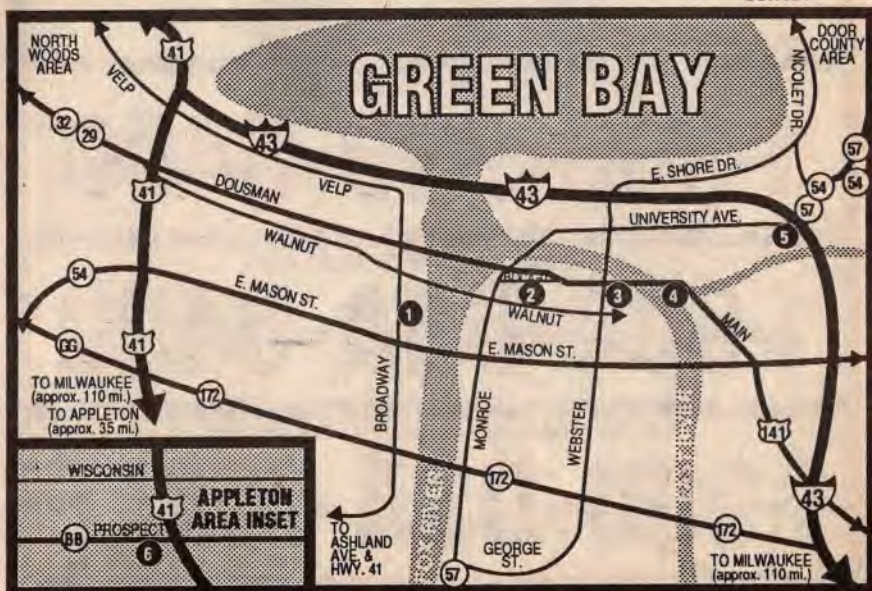 NORTH
WOODS
AREA
41
VELP
GREEN BAY
NICOLET DR.
DOOR
COUNTY
AREA
32
29
43
57
54
54
57
41
DOUSMAN
VELP
43
E. SHORE DR.
UNIVERSITY AVE.
5
WALNUT
54
E. MASON ST.
1
2
3
4
WALNUT
MAIN
GG
41
E. MASON ST.
TO MILWAUKEE
(approx. 110 mi.)
TO APPLETON
(approx. 35 mi.)
172
BROADWAY
MONROE
WEBSTER
141
WISCONSIN
41
APPLETON
AREA INSET
BB
PROSPECT
6
172
43
172
TO
ASHLAND
AVE. &
HWY. 41
FOX RIVER
57
GEORGE
ST.
TO MILWAUKEE
(approx. 110 mi.)